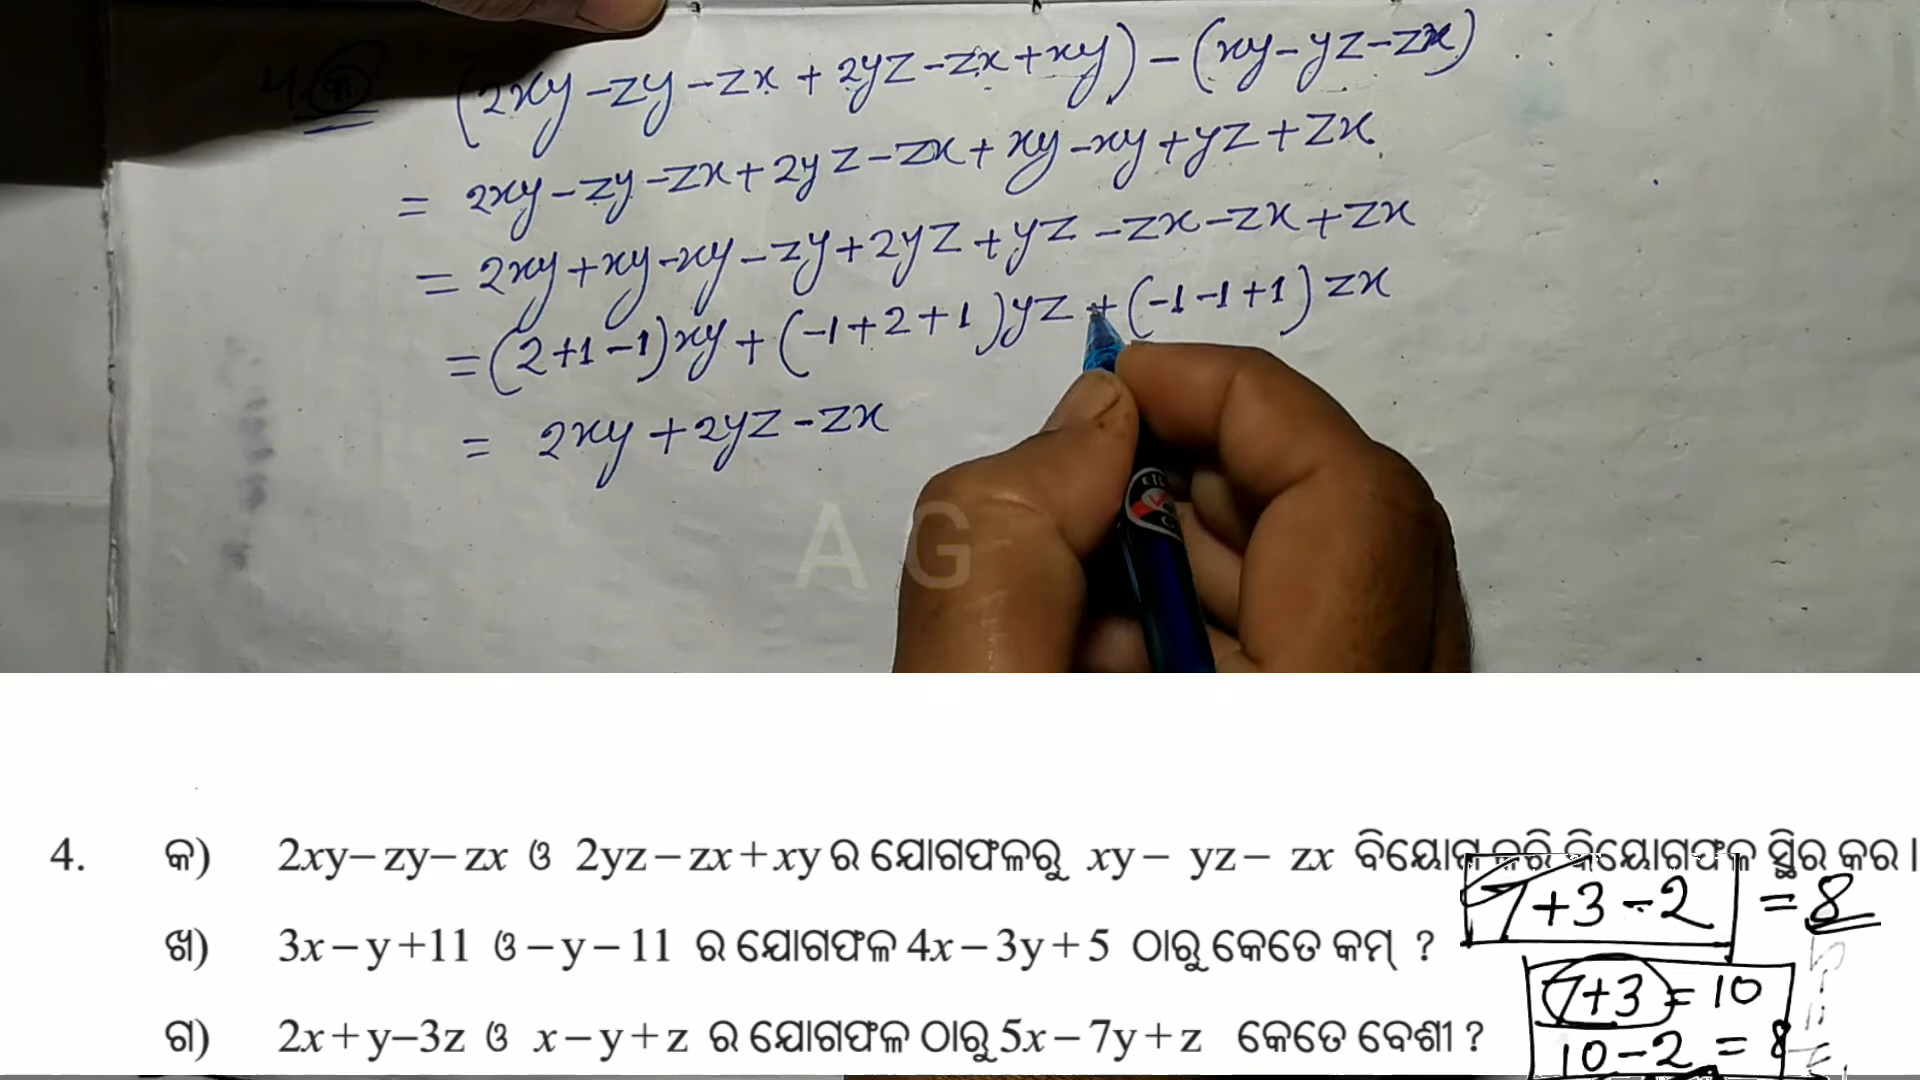 4. (क)
(2xy - zy - zx + 2yz - zx + xy) - (xy - yz - zx)
= 2xy - zy - zx + 2yz - zx + xy - xy + yz + zx
= 2xy + xy - xy - zy + 2yz + yz - zx - zx + zx
= (2+1-1)xy + (-1+2+1)yz + (-1-1+1)zx
= 2xy + 2yz - zx
A G
4. କ) 2xy– zy– zx ଓ 2yz – zx + xy ର ଯୋଗଫଳରୁ xy – yz – zx ବିୟୋଗ କରି ବିୟୋଗଫଳ ସ୍ଥିର କର ।
7+3-2 = 8
ଖ) 3x – y +11 ଓ – y – 11 ର ଯୋଗଫଳ 4x – 3y + 5 ଠାରୁ କେତେ କମ୍ ?
7+3 = 10
ଗ) 2x + y–3z ଓ x – y + z ର ଯୋଗଫଳ ଠାରୁ 5x – 7y + z କେତେ ବେଶୀ ?
10-2 = 8